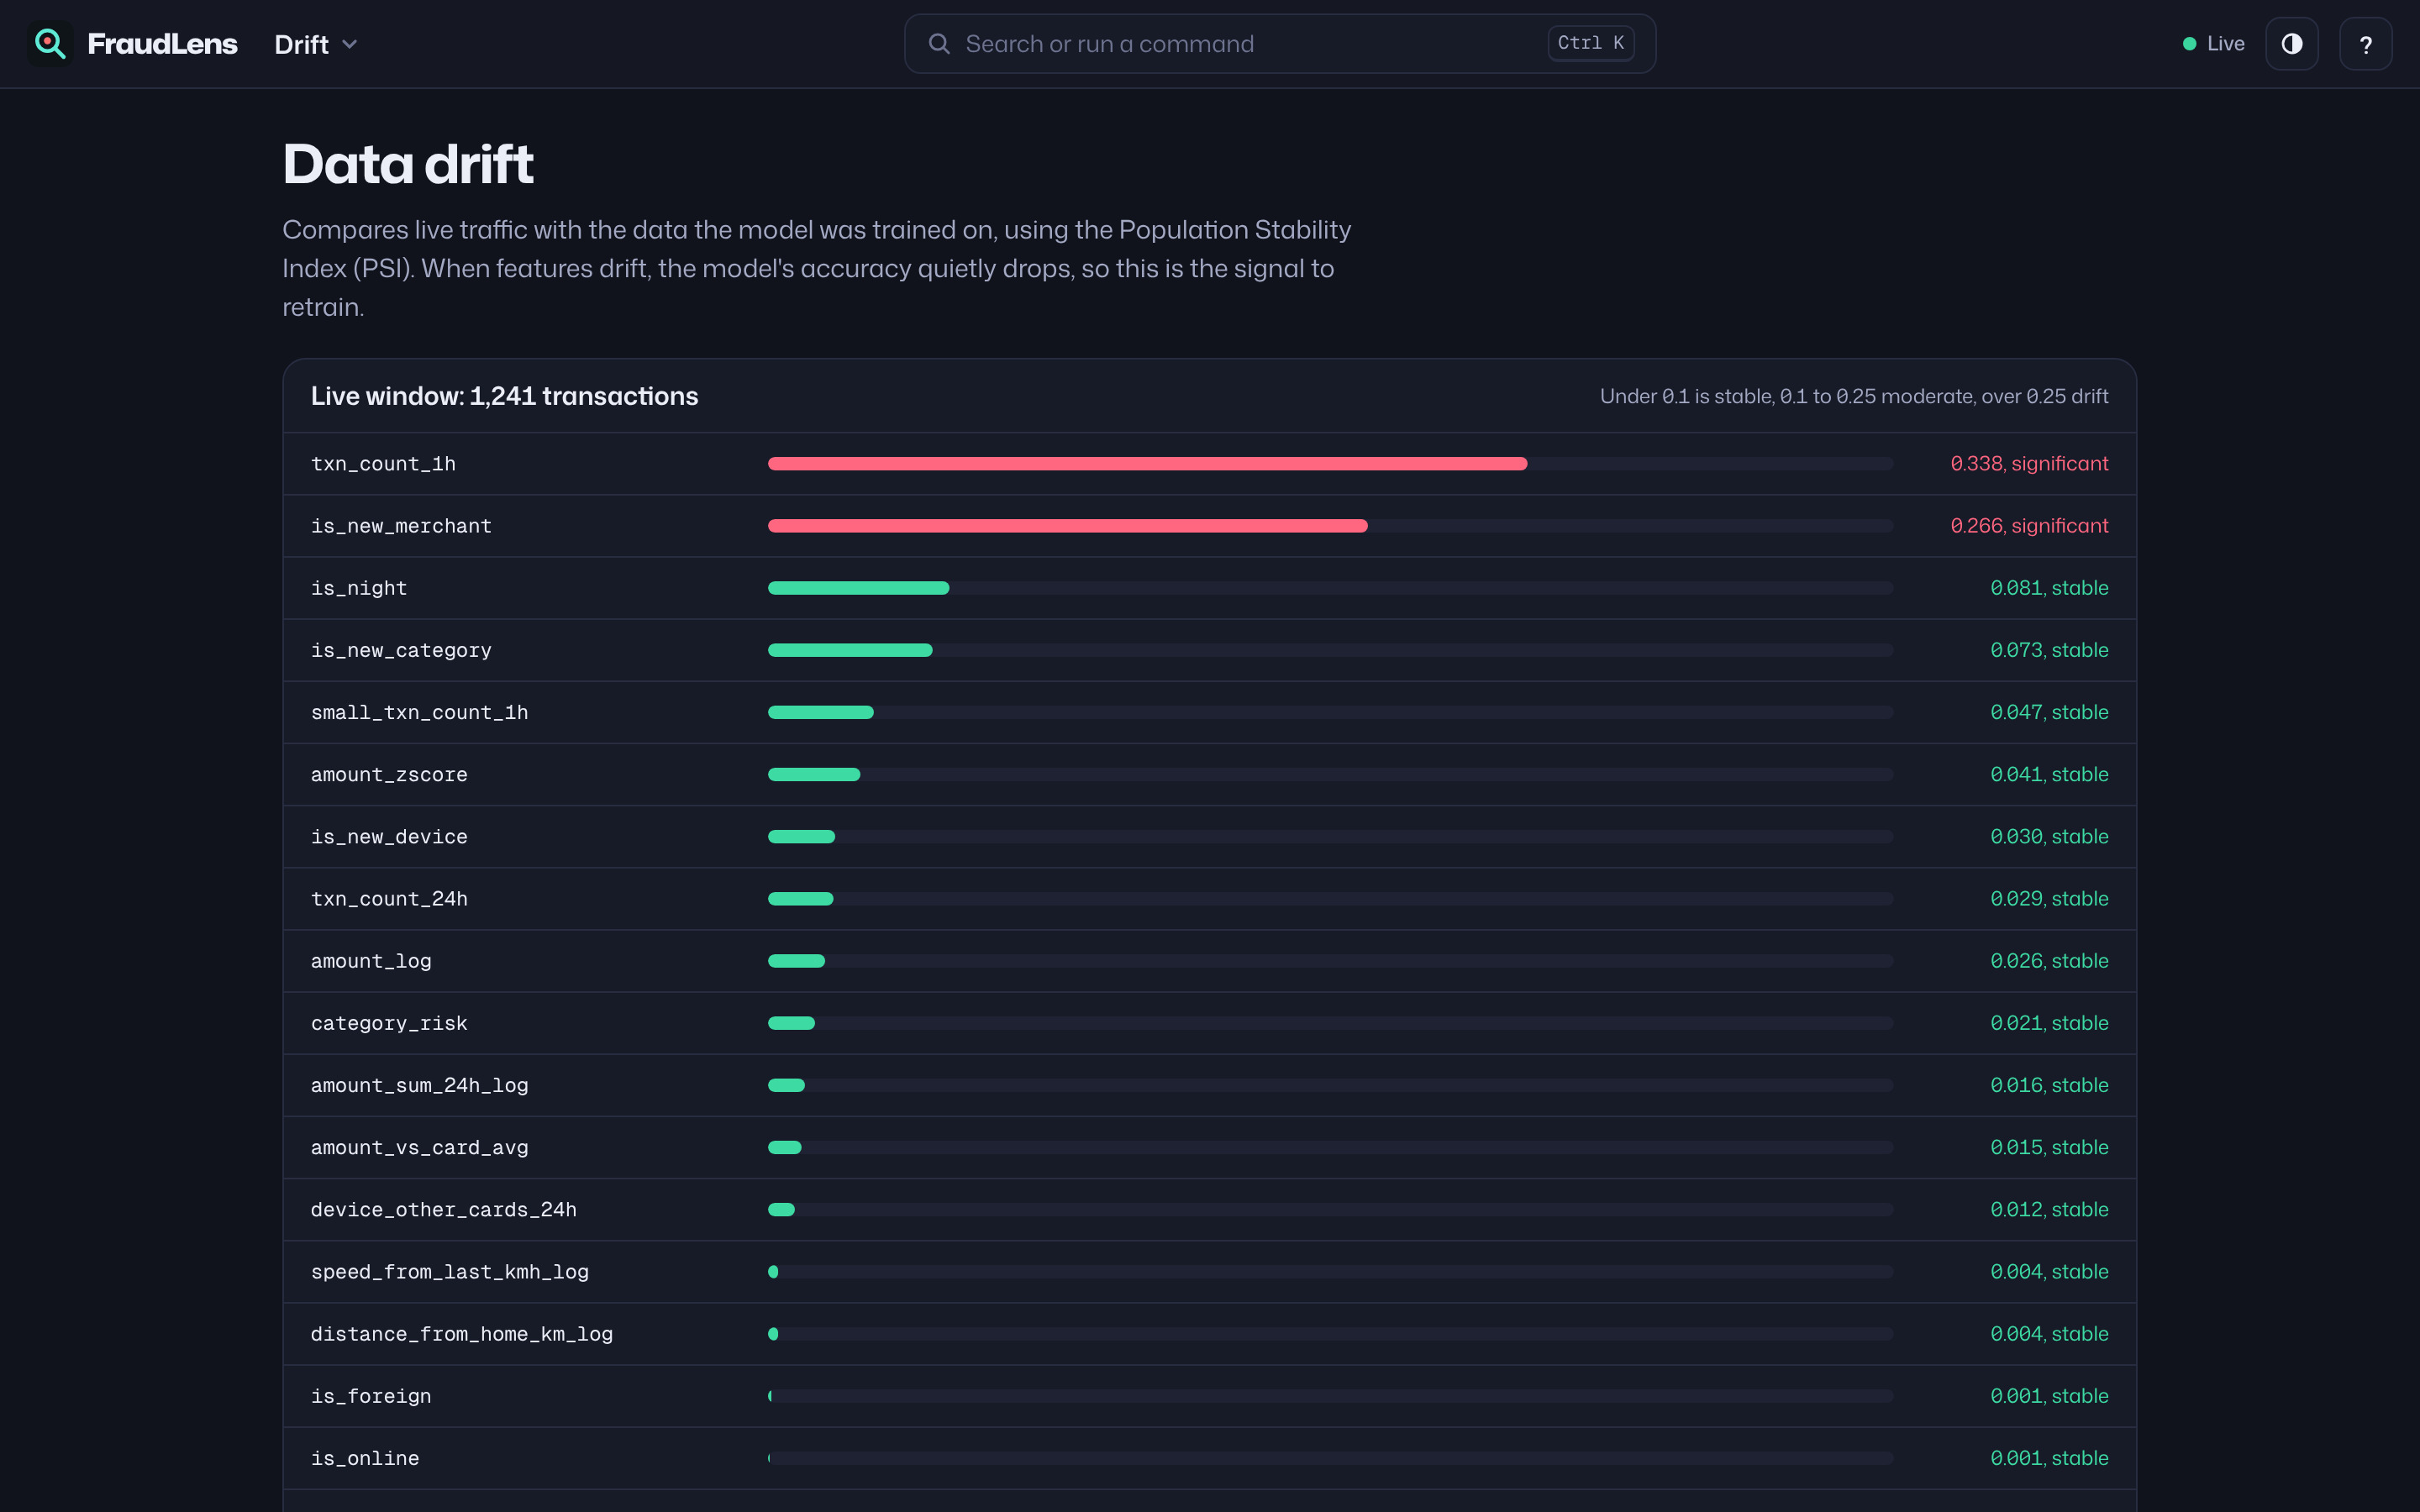 FraudLens Drift Search or run a command Ctrl K Live ?
Data drift
Compares live traffic with the data the model was trained on, using the Population Stability
Index (PSI). When features drift, the model's accuracy quietly drops, so this is the signal to
retrain.
Live window: 1,241 transactions Under 0.1 is stable, 0.1 to 0.25 moderate, over 0.25 drift
txn_count_1h 0.338, significant
is_new_merchant 0.266, significant
is_night 0.081, stable
is_new_category 0.073, stable
small_txn_count_1h 0.047, stable
amount_zscore 0.041, stable
is_new_device 0.030, stable
txn_count_24h 0.029, stable
amount_log 0.026, stable
category_risk 0.021, stable
amount_sum_24h_log 0.016, stable
amount_vs_card_avg 0.015, stable
device_other_cards_24h 0.012, stable
speed_from_last_kmh_log 0.004, stable
distance_from_home_km_log 0.004, stable
is_foreign 0.001, stable
is_online 0.001, stable